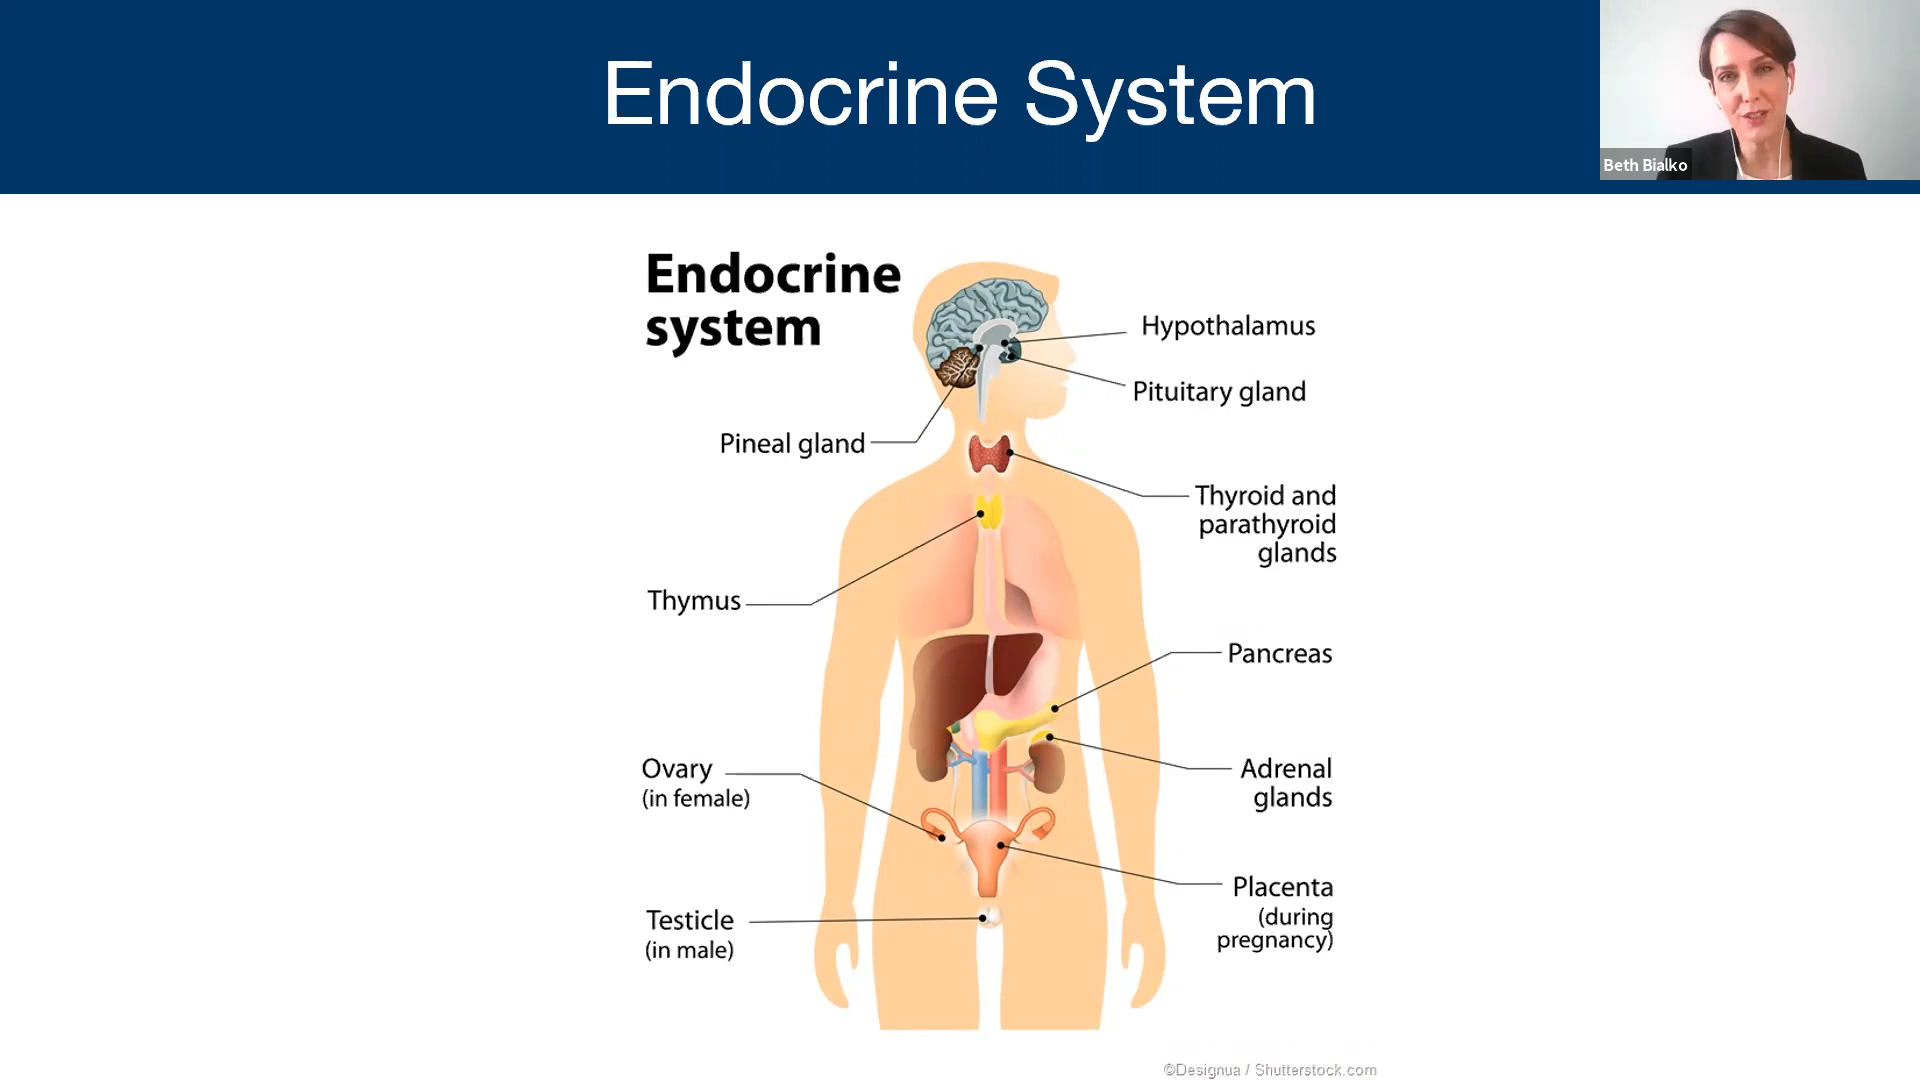 Endocrine System
Beth Bialko
Endocrine
system
Hypothalamus
Pituitary gland
Pineal gland
Thyroid and
parathyroid
glands
Thymus
Pancreas
Ovary
(in female)
Adrenal
glands
Placenta
(during
pregnancy)
Testicle
(in male)
©Designua / Shutterstock.com